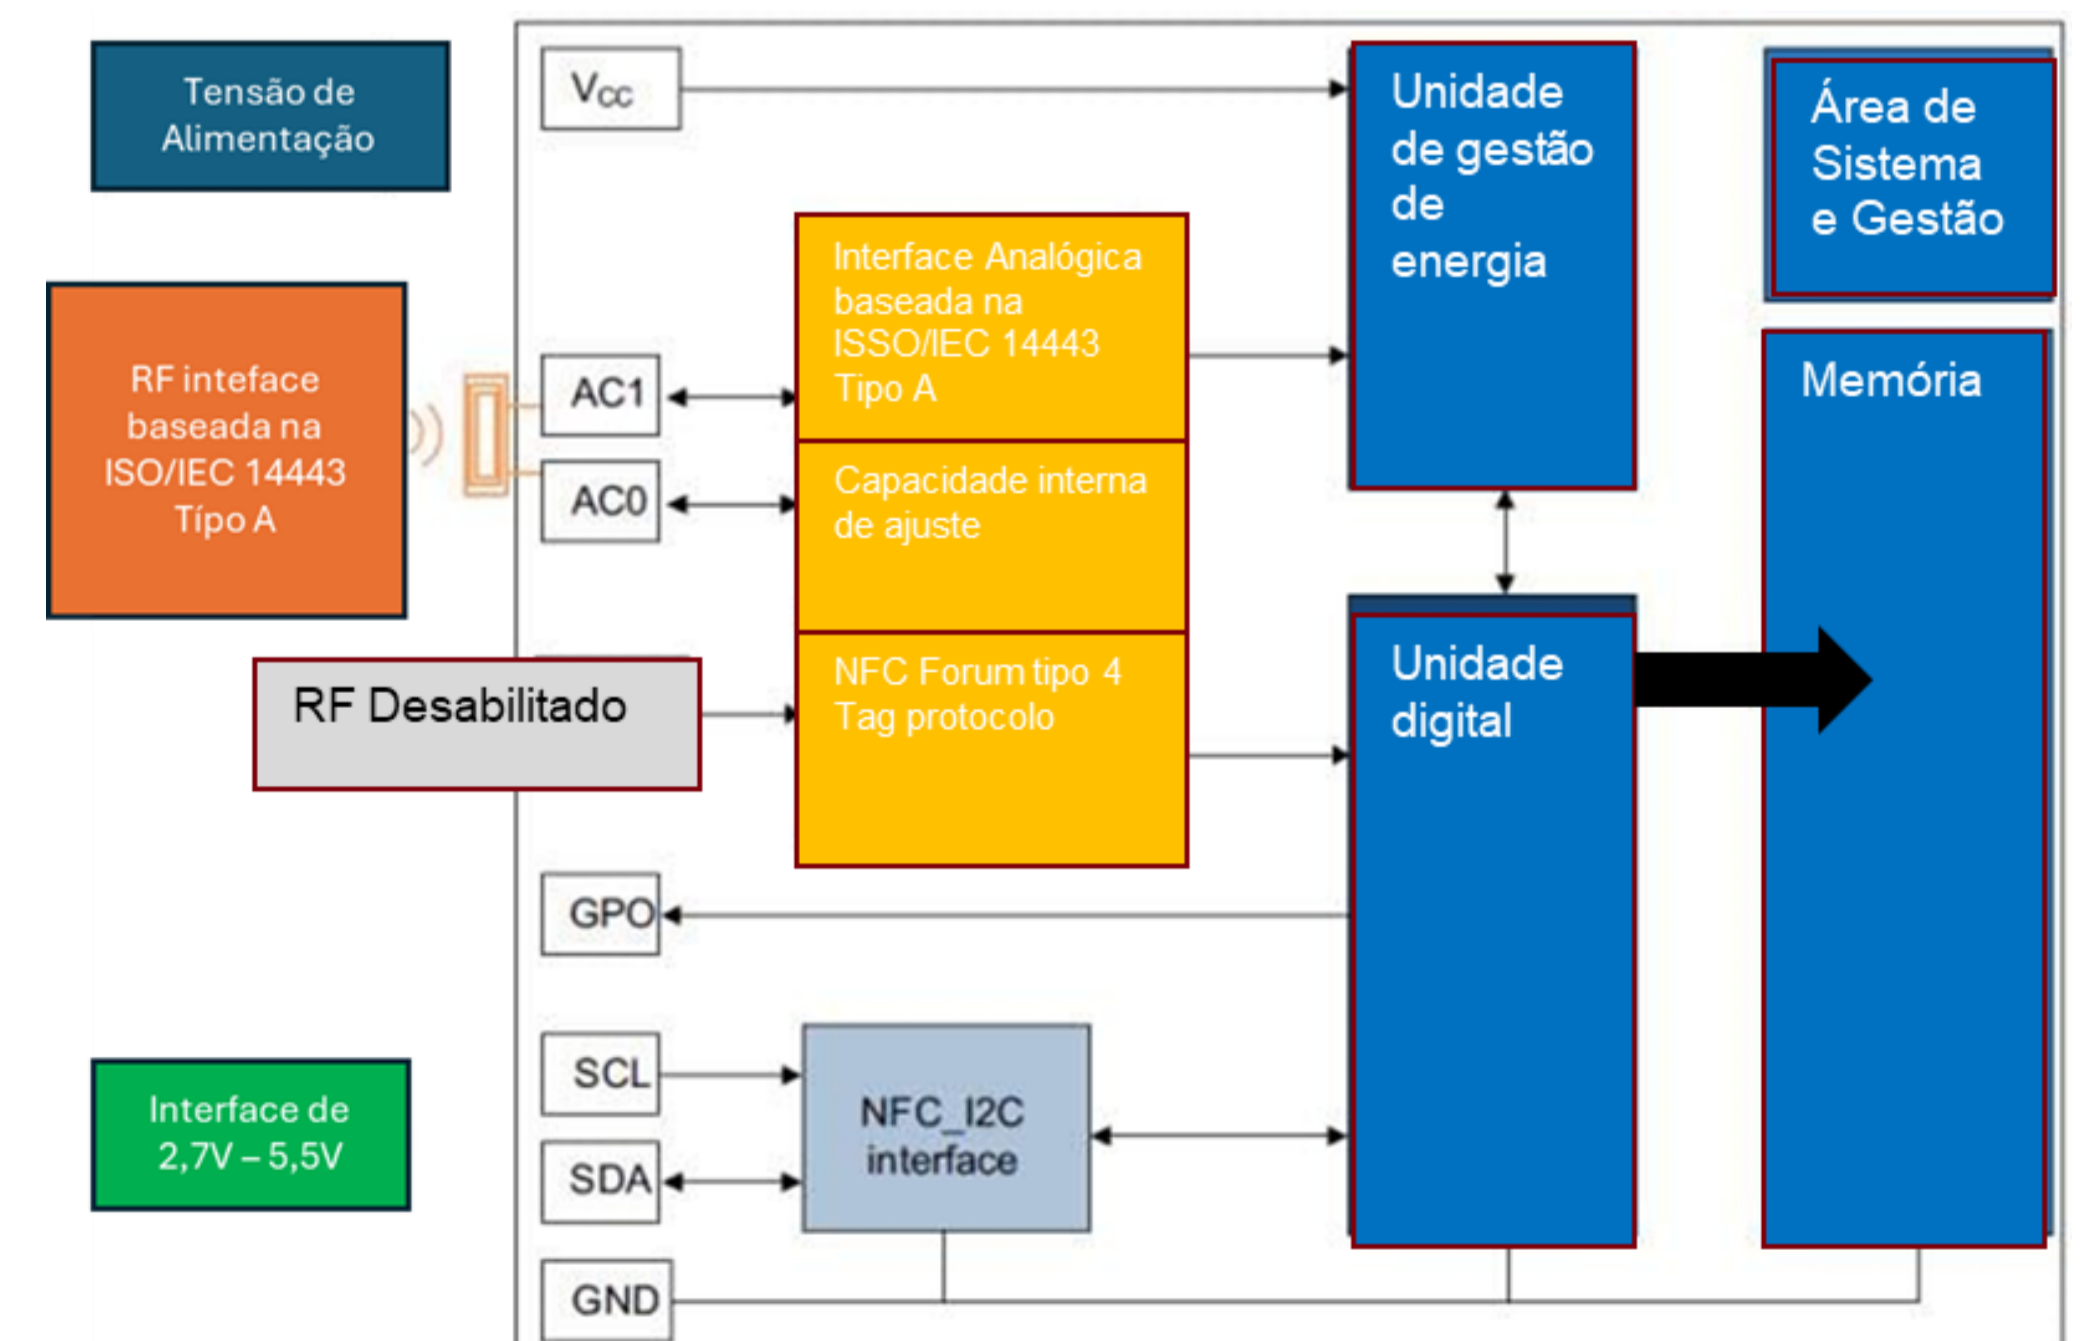 Tensão de
Alimentação
V_CC
Unidade
de gestão
de
energia
Área de
Sistema
e Gestão
RF inteface
baseada na
ISO/IEC 14443
Típo A
AC1
AC0
Interface Analógica
baseada na
ISSO/IEC 14443
Tipo A
Capacidade interna
de ajuste
NFC Forum tipo 4
Tag protocolo
Memória
RF Desabilitado
Unidade
digital
GPO
Interface de
2,7V – 5,5V
SCL
SDA
NFC_I2C
interface
GND